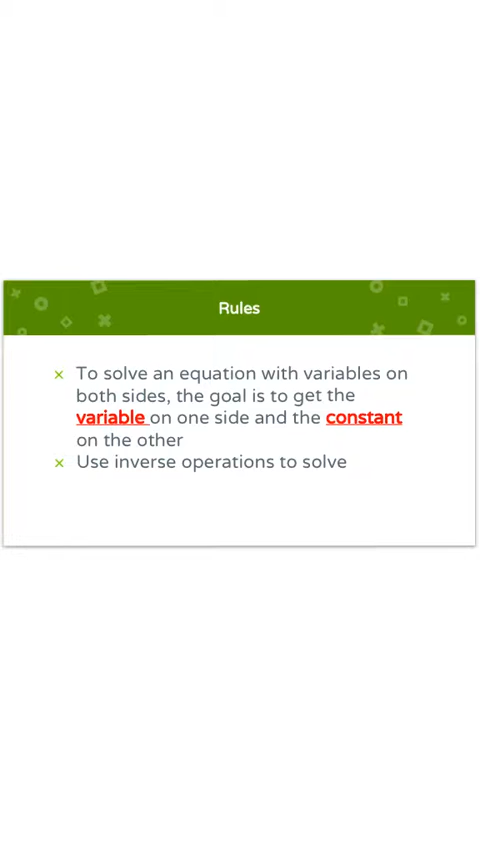 Rules
To solve an equation with variables on
both sides, the goal is to get the
variable on one side and the constant
on the other
Use inverse operations to solve